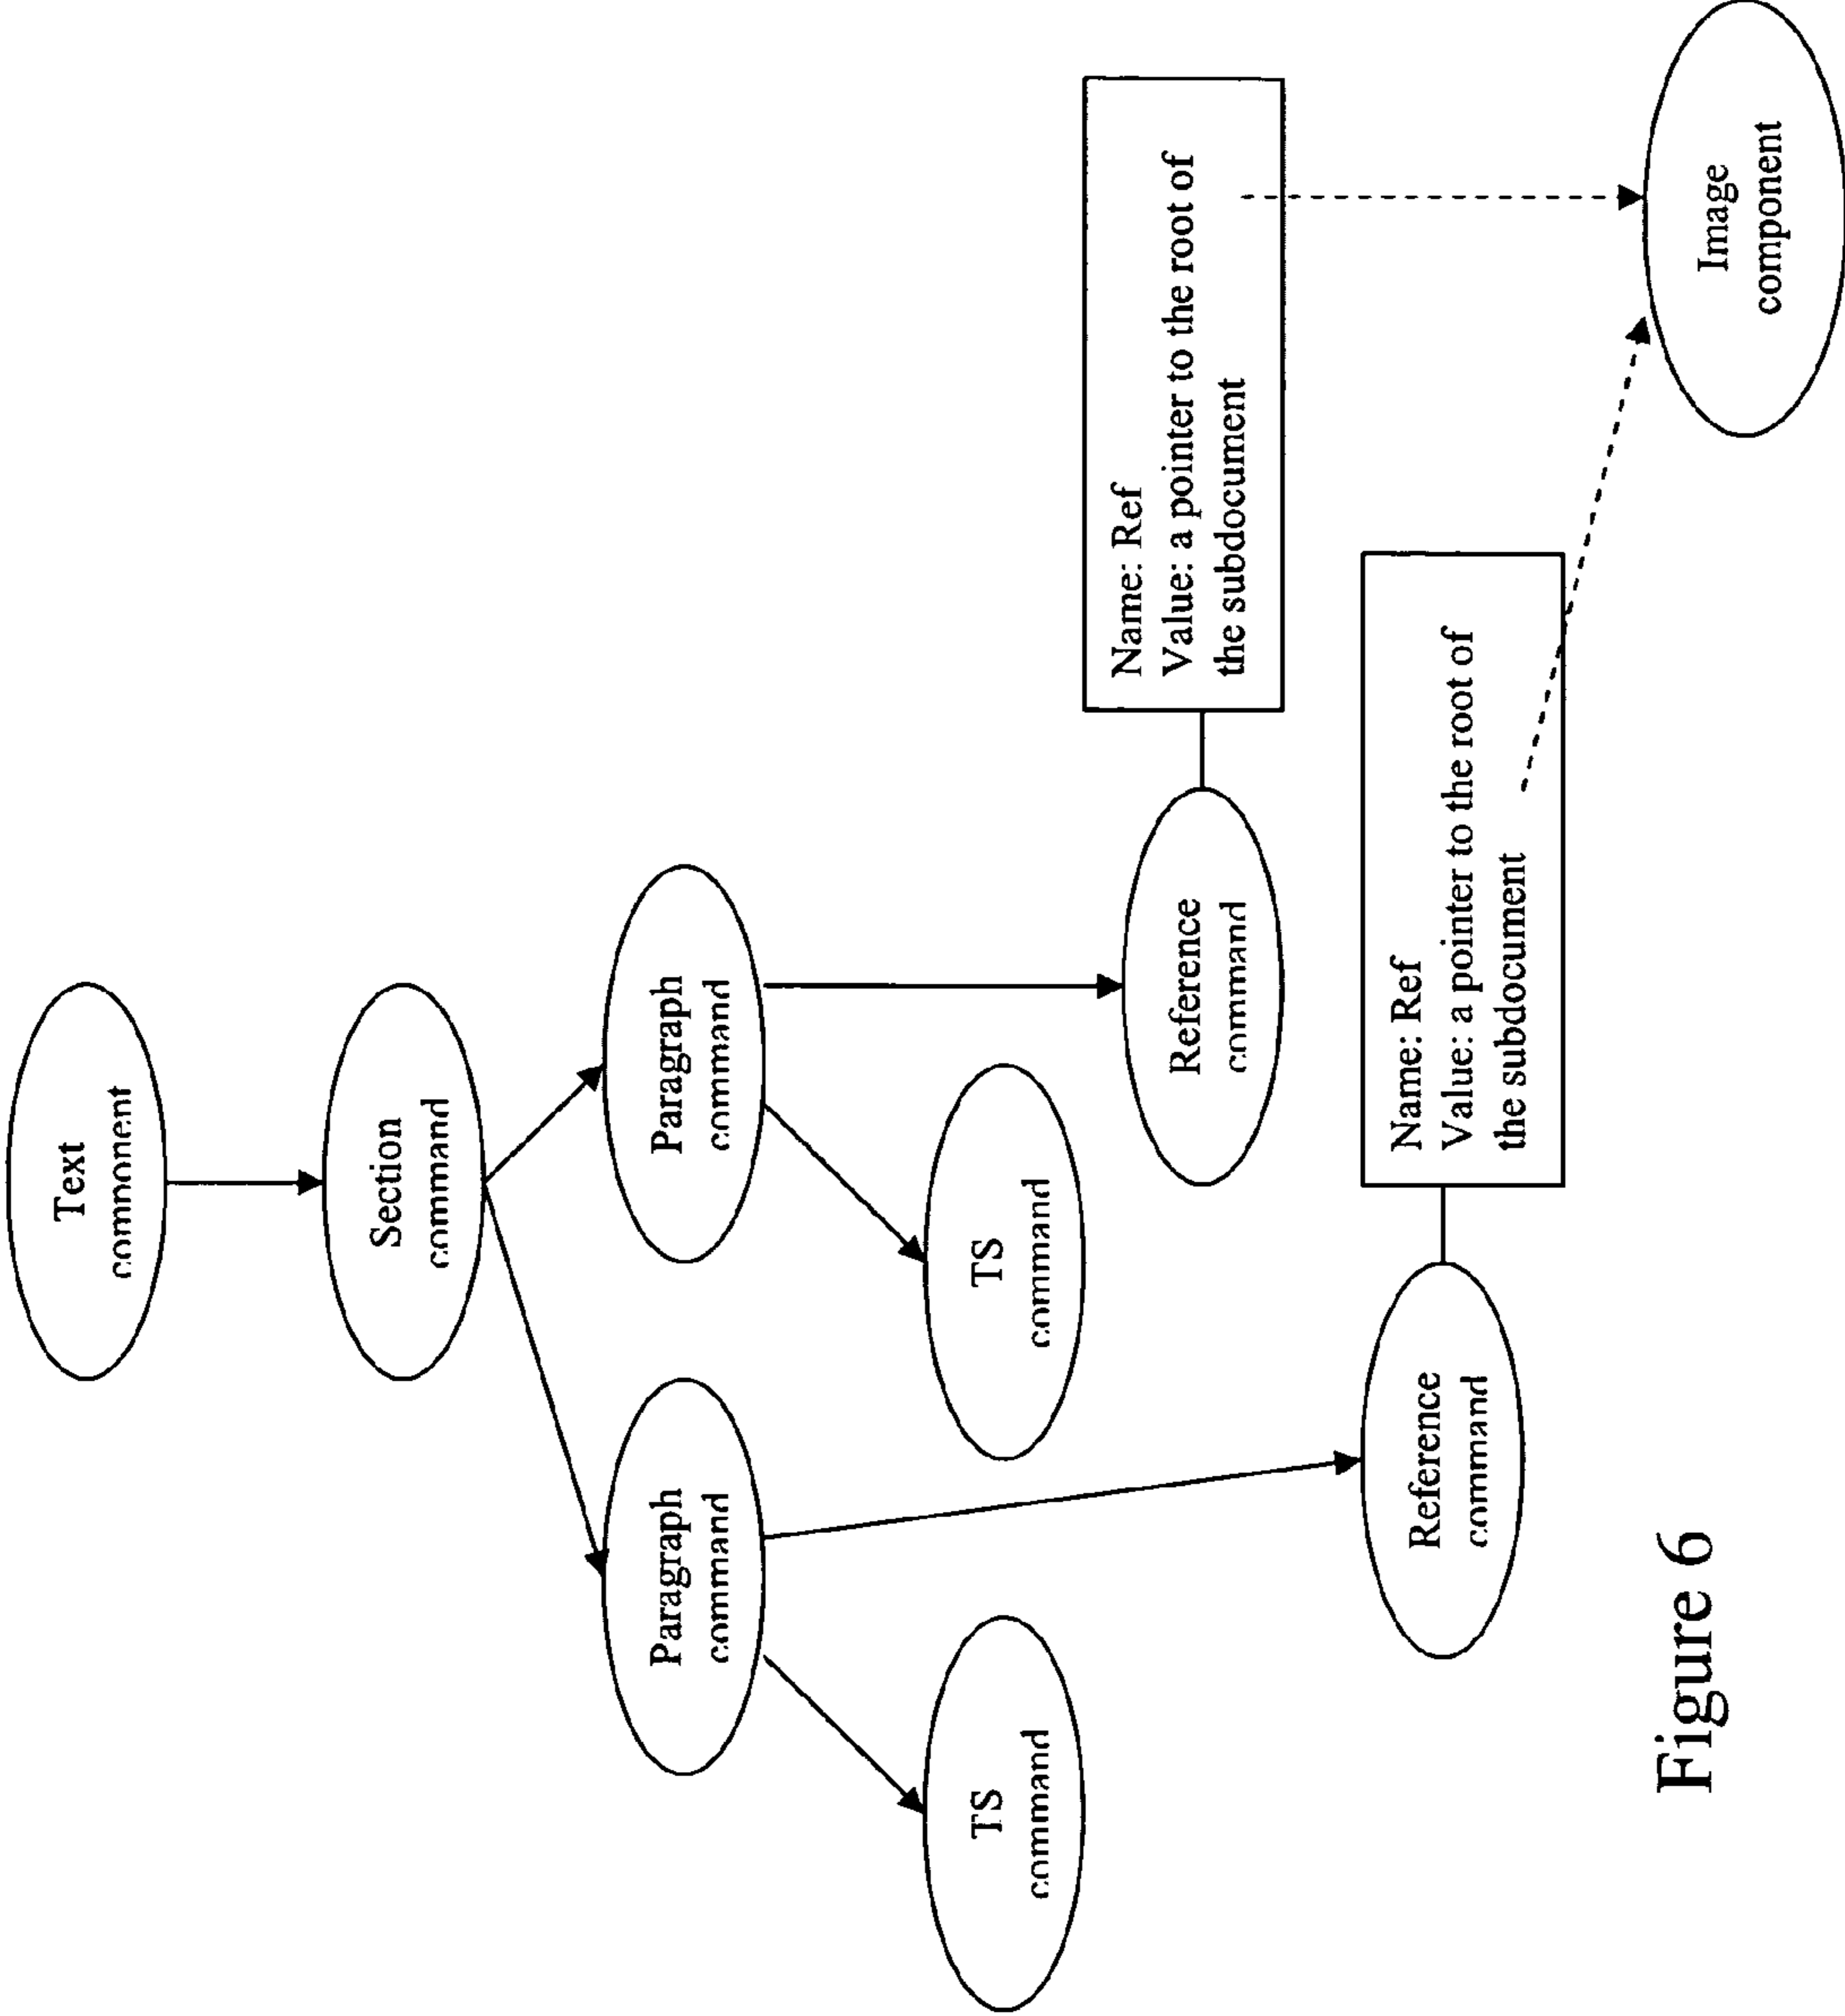 Text
component
Section
command
Paragraph
command
Paragraph
command
TS
command
TS
command
Reference
command
Name: Ref
Value: a pointer to the root of
the subdocument
Reference
command
Name: Ref
Value: a pointer to the root of
the subdocument
Image
component
Figure 6